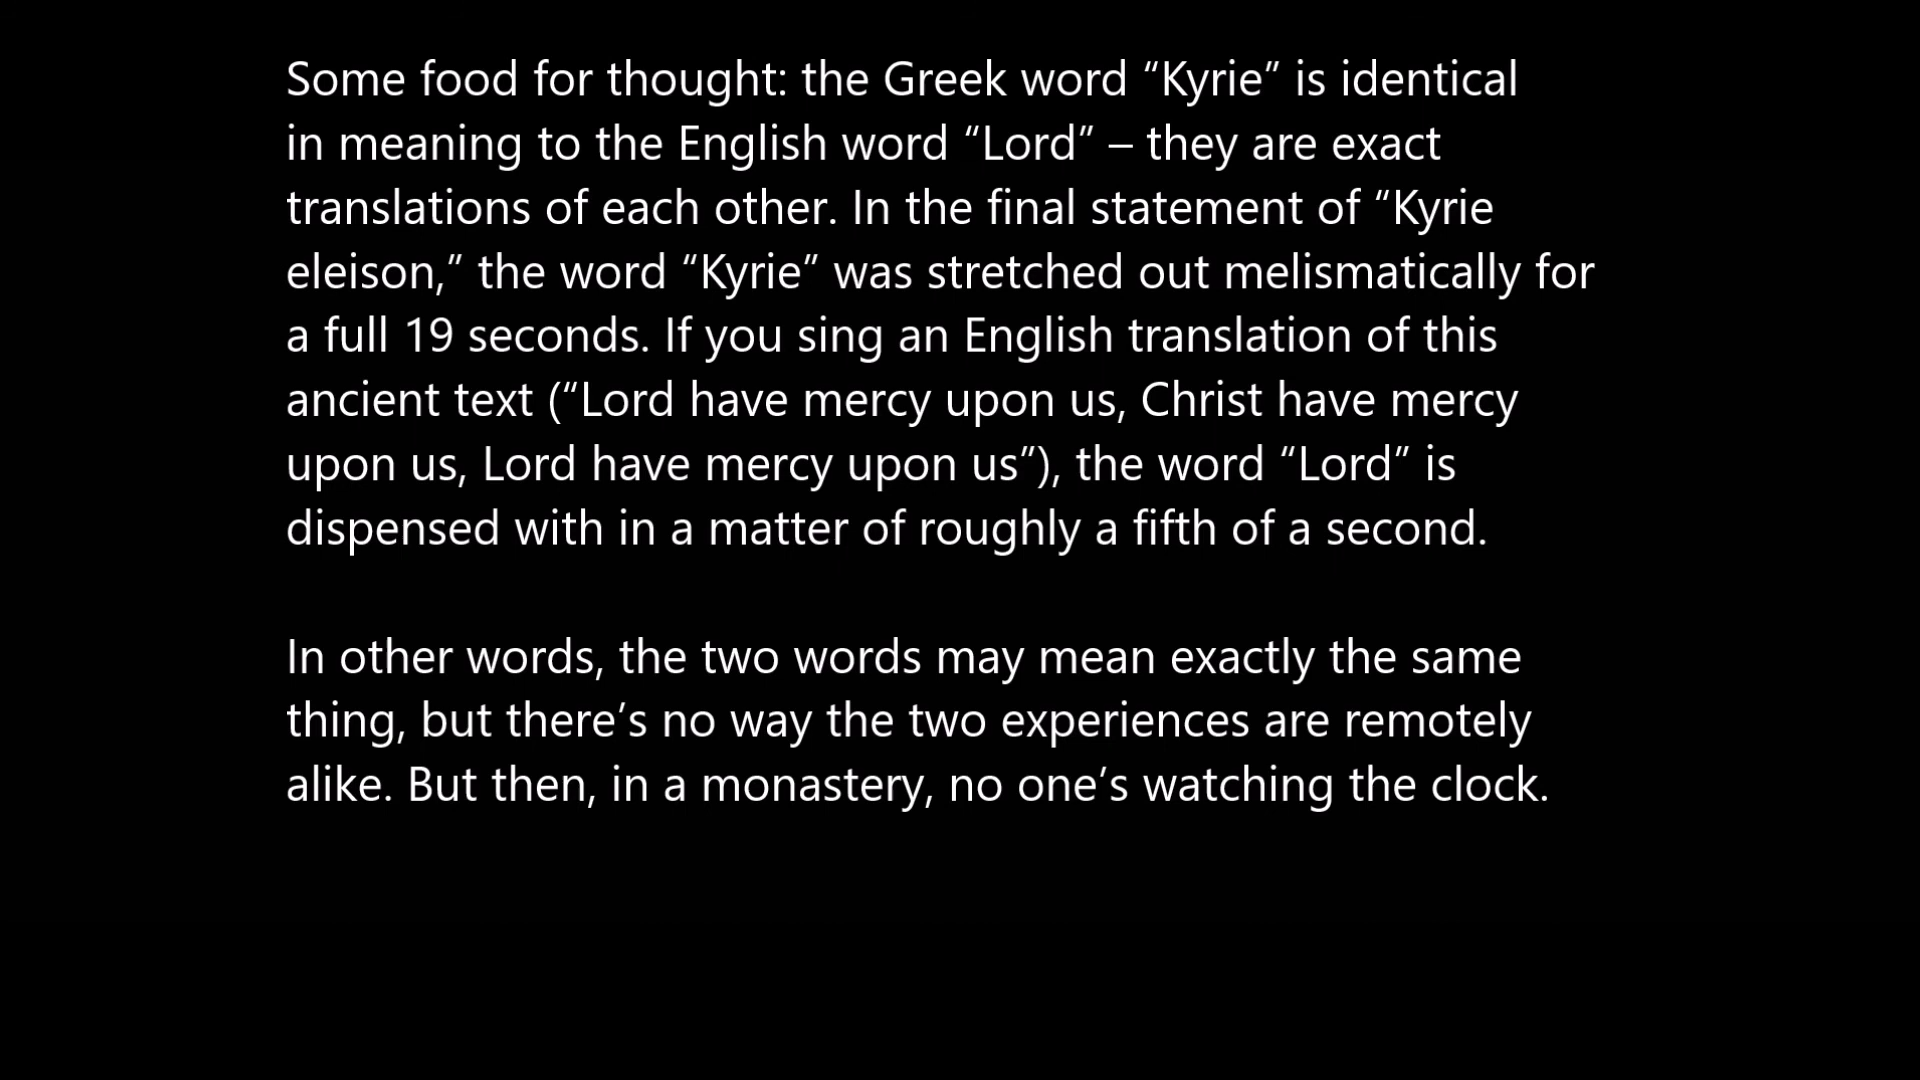 Some food for thought: the Greek word “Kyrie” is identical
in meaning to the English word “Lord” – they are exact
translations of each other. In the final statement of “Kyrie
eleison,” the word “Kyrie” was stretched out melismatically for
a full 19 seconds. If you sing an English translation of this
ancient text (“Lord have mercy upon us, Christ have mercy
upon us, Lord have mercy upon us”), the word “Lord” is
dispensed with in a matter of roughly a fifth of a second.
In other words, the two words may mean exactly the same
thing, but there’s no way the two experiences are remotely
alike. But then, in a monastery, no one’s watching the clock.